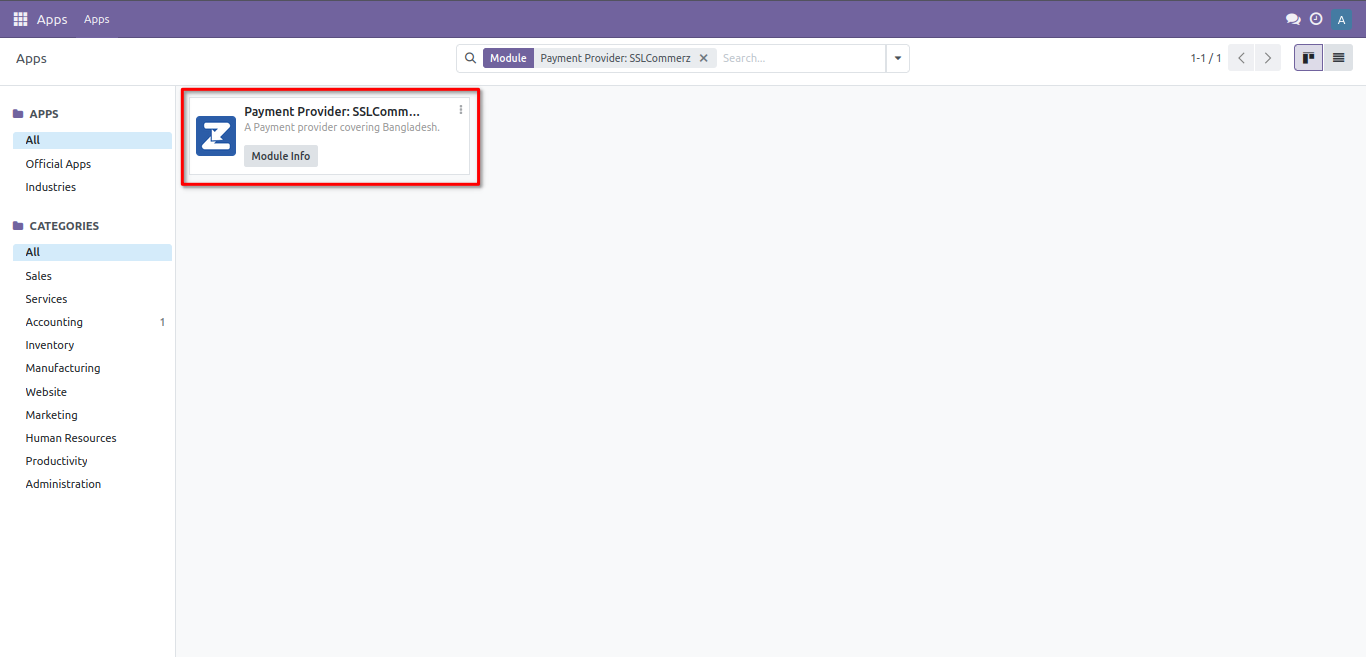 Apps Apps A
Apps
Module Payment Provider: SSLCommerz Search...
1-1 / 1
APPS
All
Official Apps
Industries
CATEGORIES
All
Sales
Services
Accounting 1
Inventory
Manufacturing
Website
Marketing
Human Resources
Productivity
Administration
Payment Provider: SSLComm...
A Payment provider covering Bangladesh.
Module Info